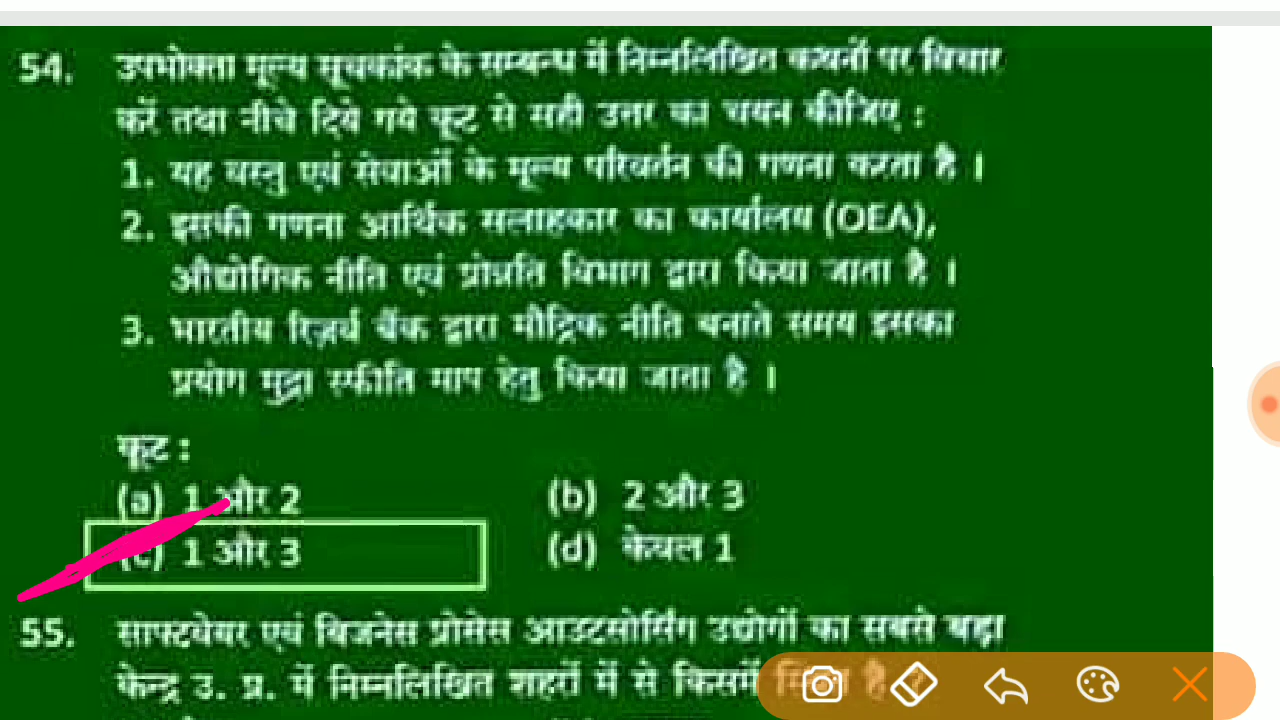 54. उपभोक्ता मूल्य सूचकांक के सम्बन्ध में निम्नलिखित कथनों पर विचार
करें तथा नीचे दिये गये कूट से सही उत्तर का चयन कीजिए :
1. यह वस्तु एवं सेवाओं के मूल्य परिवर्तन की गणना करता है ।
2. इसकी गणना आर्थिक सलाहकार का कार्यालय (OEA),
औद्योगिक नीति एवं प्रोन्नति विभाग द्वारा किया जाता है ।
3. भारतीय रिज़र्व बैंक द्वारा मौद्रिक नीति बनाते समय इसका
प्रयोग मुद्रा स्फीति माप हेतु किया जाता है ।
कूट :
(a) 1 और 2 (b) 2 और 3
(c) 1 और 3 (d) केवल 1
55. साफ्टवेयर एवं बिजनेस प्रोसेस आउटसोर्सिंग उद्योगों का सबसे बड़ा
केन्द्र उ. प्र. में निम्नलिखित शहरों में से किसमें है